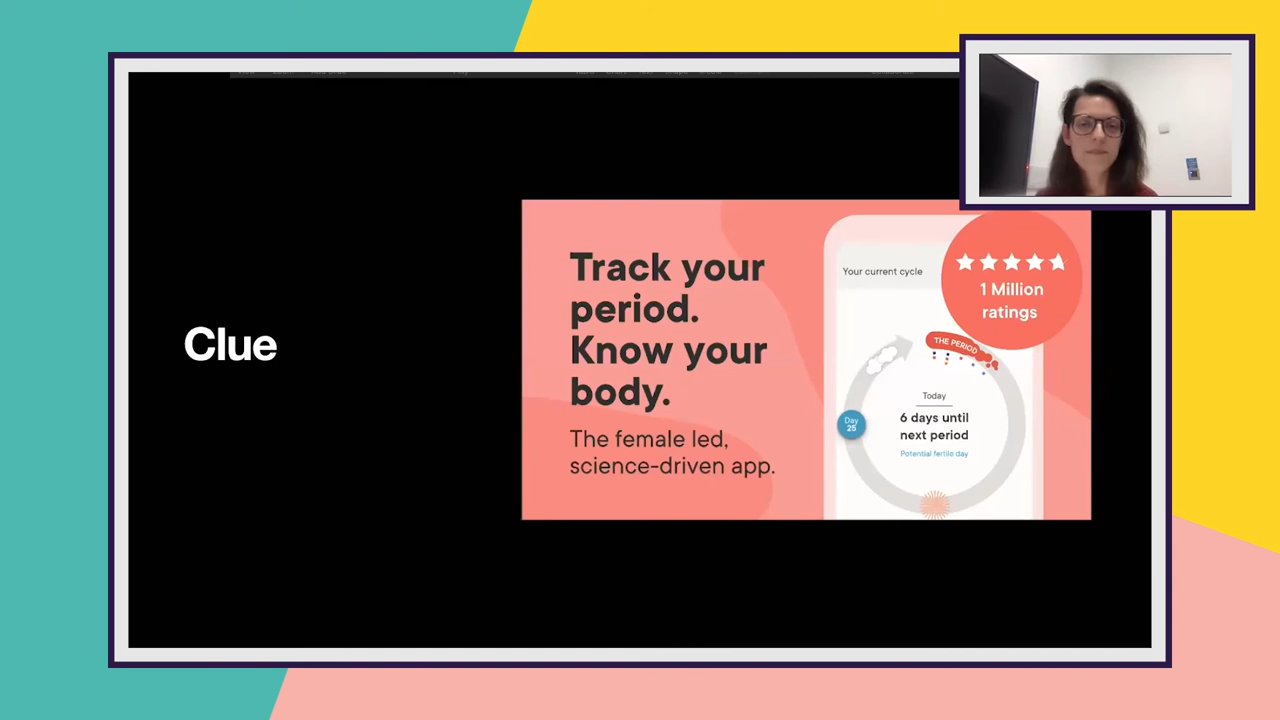 Clue
Track your
period.
Know your
body.
The female led,
science-driven app.
Your current cycle
1 Million
ratings
THE PERIOD
Day
25
Today
6 days until
next period
Potential fertile day